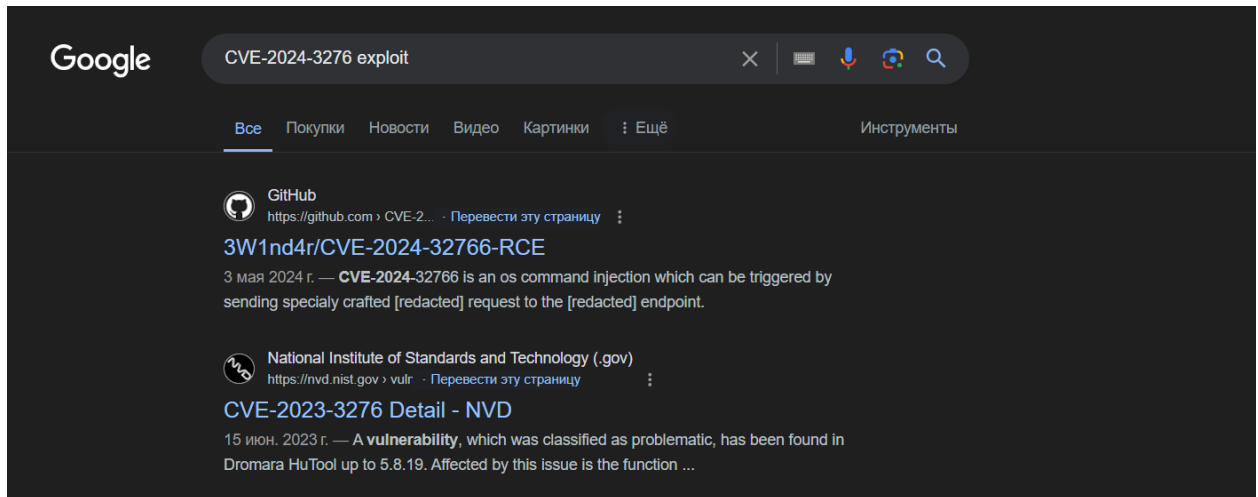 Google
CVE-2024-3276 exploit
Все Покупки Новости Видео Картинки Ещё Инструменты
GitHub
https://github.com › CVE-2... · Перевести эту страницу
3W1nd4r/CVE-2024-32766-RCE
3 мая 2024 г. — CVE-2024-32766 is an os command injection which can be triggered by
sending specialy crafted [redacted] request to the [redacted] endpoint.
National Institute of Standards and Technology (.gov)
https://nvd.nist.gov › vulr · Перевести эту страницу
CVE-2023-3276 Detail - NVD
15 июн. 2023 г. — A vulnerability, which was classified as problematic, has been found in
Dromara HuTool up to 5.8.19. Affected by this issue is the function ...